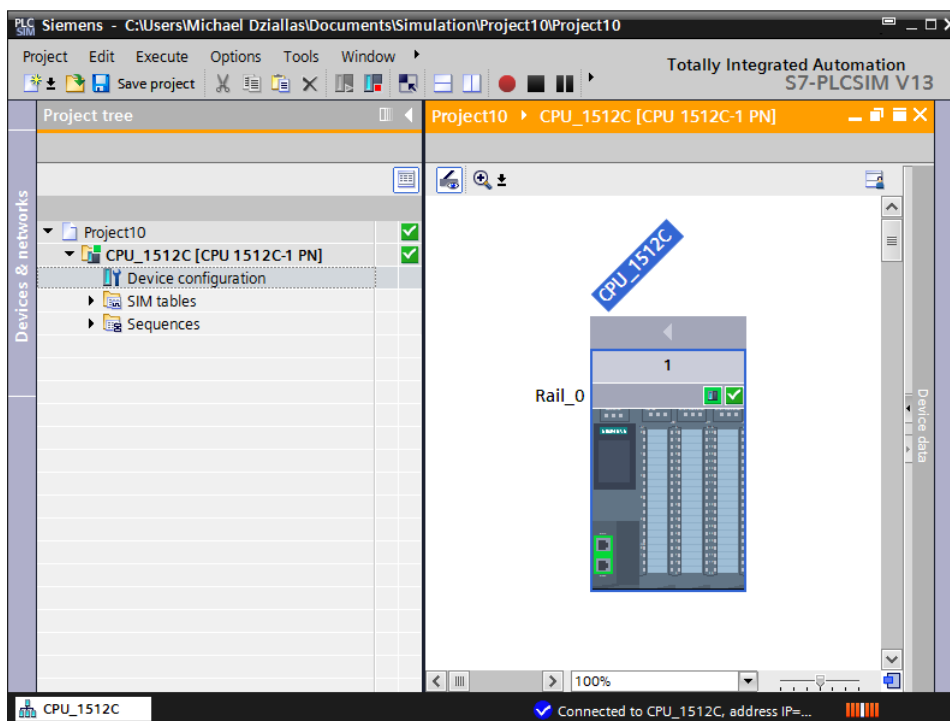 PLC SIM Siemens - C:\Users\Michael Dziallas\Documents\Simulation\Project10\Project10
Project Edit Execute Options Tools Window
Totally Integrated Automation
Save project
S7-PLCSIM V13
Project tree
Project10 CPU_1512C [CPU 1512C-1 PN]
Devices & networks
Project10
CPU_1512C [CPU 1512C-1 PN]
Device configuration
SIM tables
Sequences
CPU_1512C
1
Rail_0
SIEMENS
Device data
100%
CPU_1512C
Connected to CPU_1512C, address IP=...